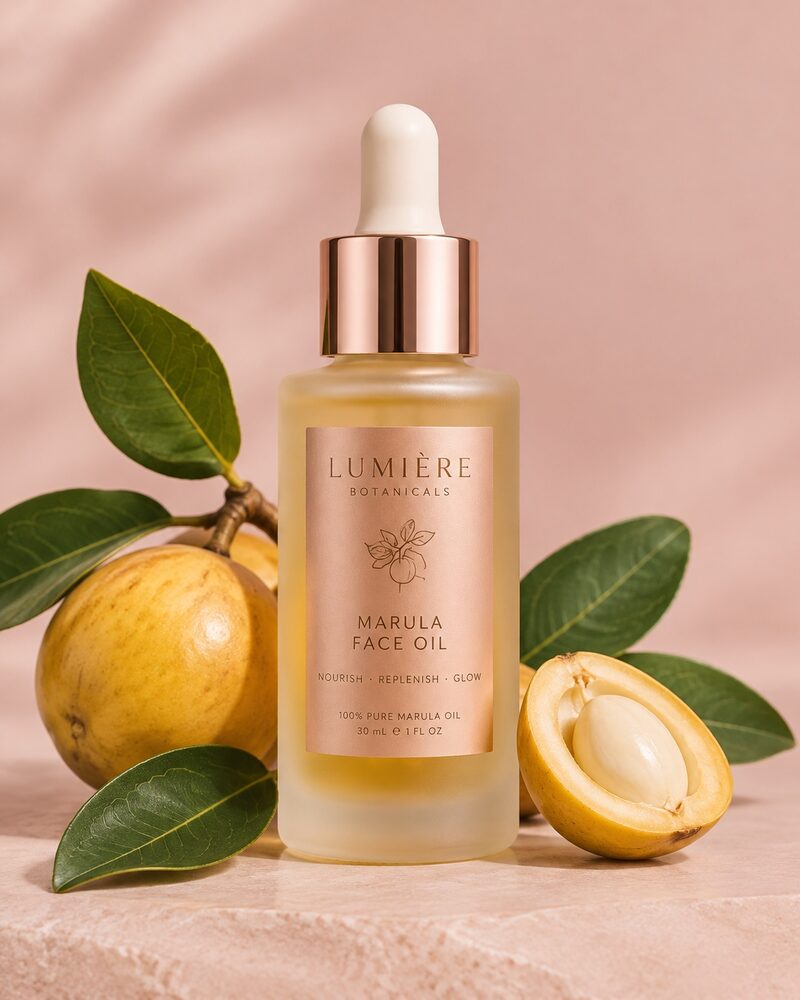 LUMIÈRE
BOTANICALS
MARULA
FACE OIL
NOURISH · REPLENISH · GLOW
100% PURE MARULA OIL
30 mL ℮ 1 FL OZ